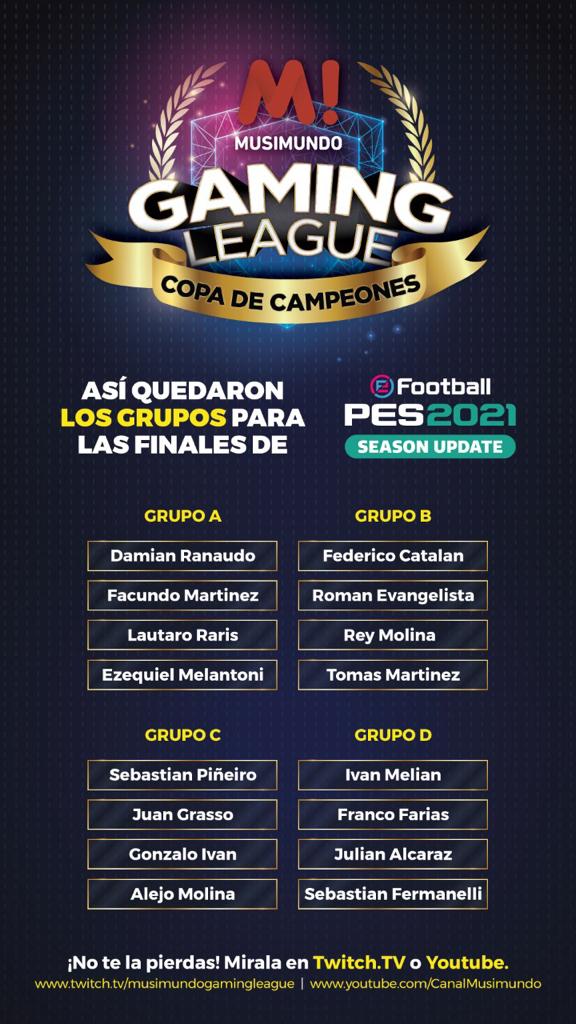 M!
MUSIMUNDO
GAMING
LEAGUE
COPA DE CAMPEONES
ASÍ QUEDARON
LOS GRUPOS PARA
LAS FINALES DE
eFootball
PES2021
SEASON UPDATE
GRUPO A
Damian Ranaudo
Facundo Martinez
Lautaro Raris
Ezequiel Melantoni
GRUPO B
Federico Catalan
Roman Evangelista
Rey Molina
Tomas Martinez
GRUPO C
Sebastian Piñeiro
Juan Grasso
Gonzalo Ivan
Alejo Molina
GRUPO D
Ivan Melian
Franco Farias
Julian Alcaraz
Sebastian Fermanelli
¡No te la pierdas! Mirala en Twitch.TV o Youtube.
www.twitch.tv/musimundogamingleague | www.youtube.com/CanalMusimundo